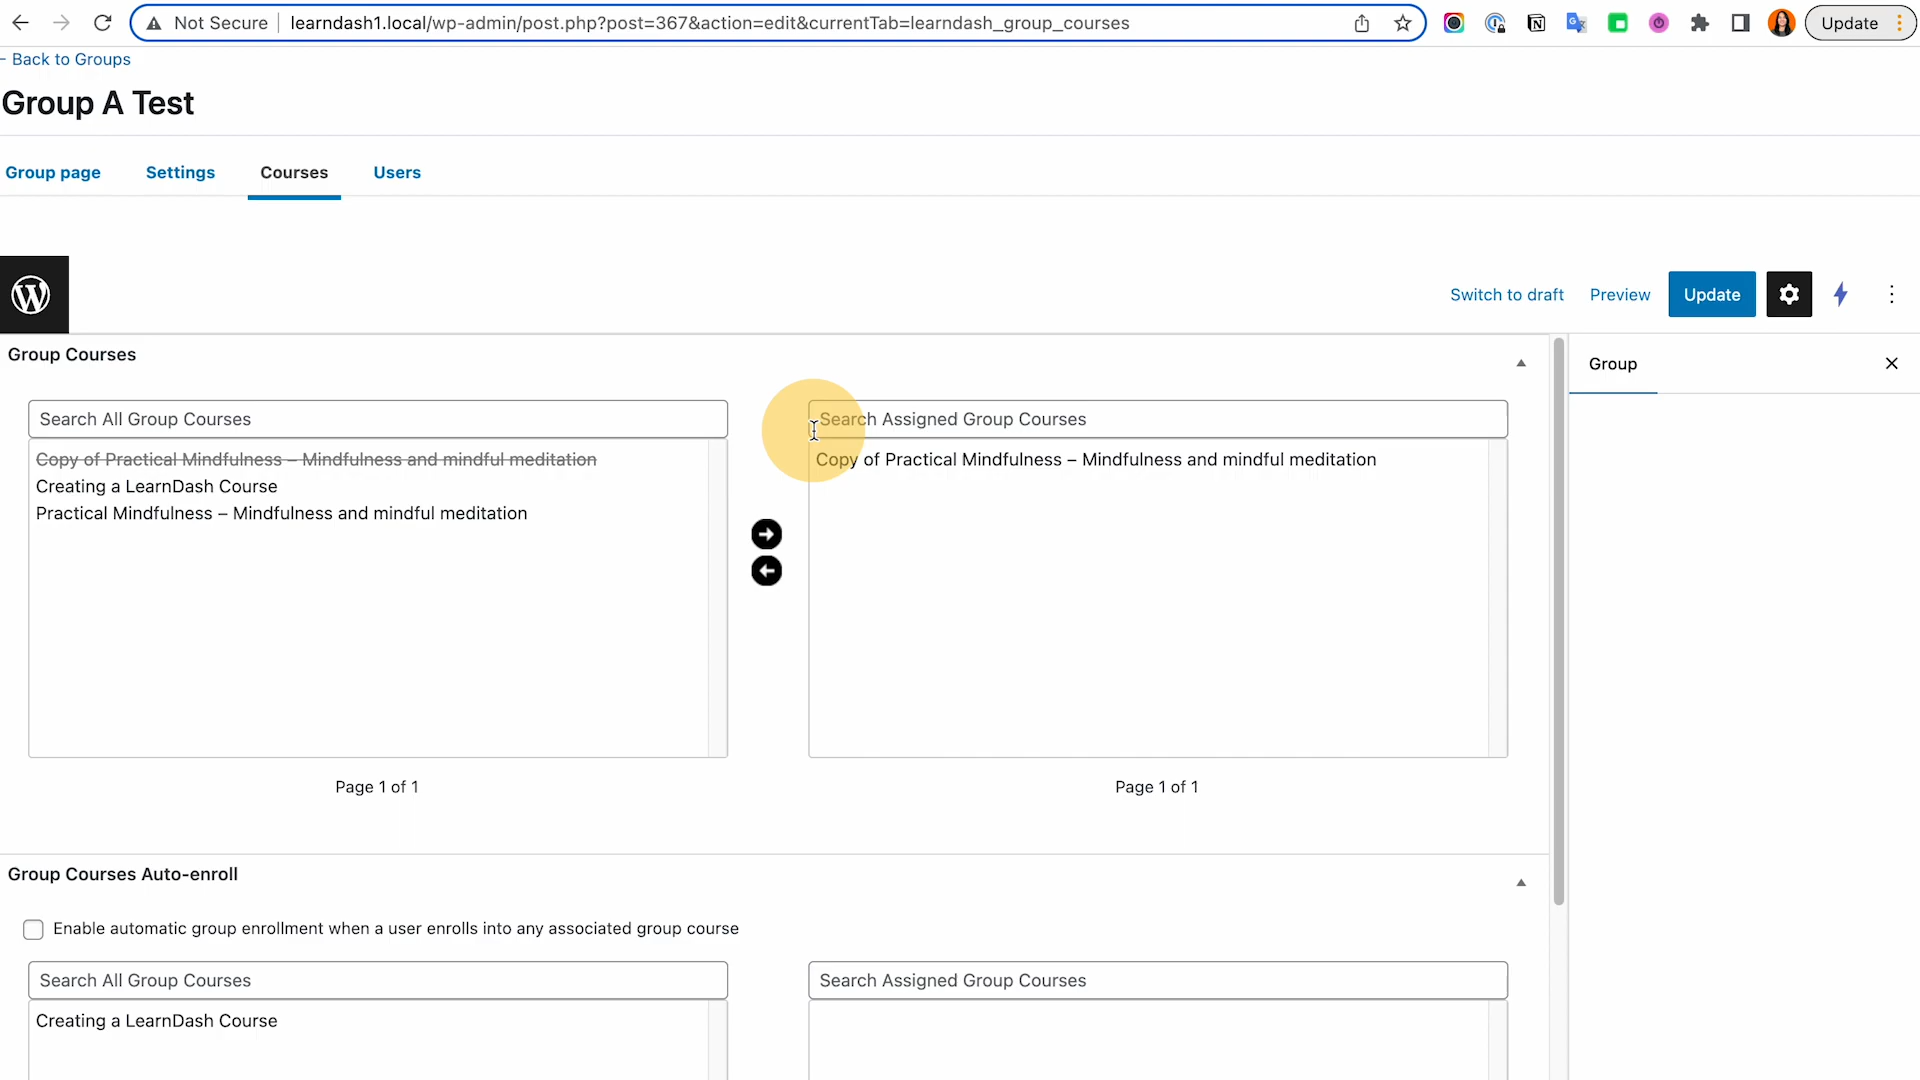 Not Secure learndash1.local/wp-admin/post.php?post=367&action=edit&currentTab=learndash_group_courses Update
Back to Groups
Group A Test
Group page Settings Courses Users
Switch to draft Preview Update
Group Courses
Group
Search All Group Courses
Search Assigned Group Courses
Copy of Practical Mindfulness – Mindfulness and mindful meditation
Copy of Practical Mindfulness – Mindfulness and mindful meditation
Creating a LearnDash Course
Practical Mindfulness – Mindfulness and mindful meditation
Page 1 of 1
Page 1 of 1
Group Courses Auto-enroll
Enable automatic group enrollment when a user enrolls into any associated group course
Search All Group Courses
Search Assigned Group Courses
Creating a LearnDash Course